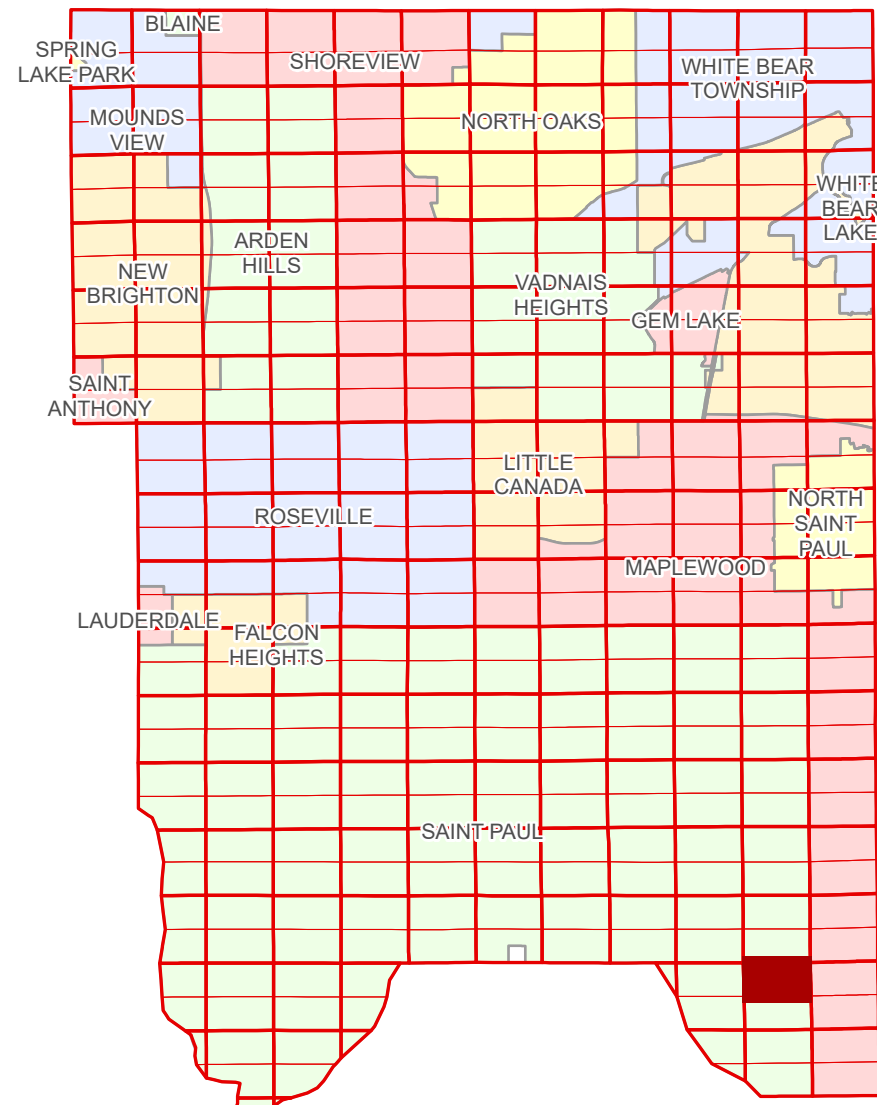 BLAINE
SPRING
LAKE PARK
SHOREVIEW
WHITE BEAR
TOWNSHIP
MOUNDS
VIEW
NORTH OAKS
WHITE
BEAR
LAKE
ARDEN
HILLS
NEW
BRIGHTON
VADNAIS
HEIGHTS
GEM LAKE
SAINT
ANTHONY
LITTLE
CANADA
NORTH
SAINT
PAUL
ROSEVILLE
MAPLEWOOD
LAUDERDALE
FALCON
HEIGHTS
SAINT PAUL